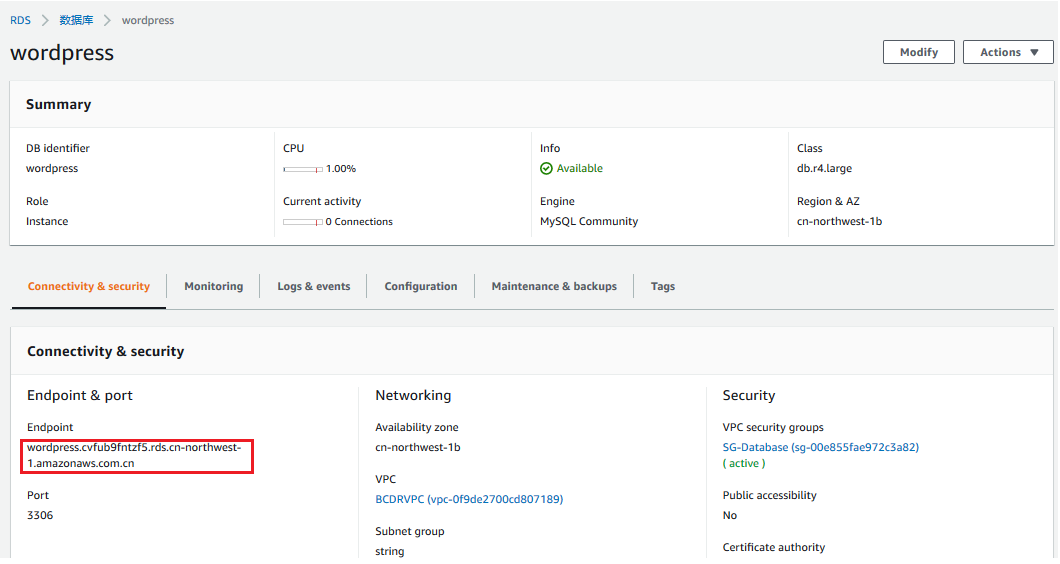 RDS > 数据库 > wordpress
wordpress
Modify
Actions ▼
Summary
DB identifier
wordpress
CPU
1.00%
Info
Available
Class
db.r4.large
Role
Instance
Current activity
0 Connections
Engine
MySQL Community
Region & AZ
cn-northwest-1b
Connectivity & security
Monitoring
Logs & events
Configuration
Maintenance & backups
Tags
Connectivity & security
Endpoint & port
Endpoint
wordpress.cvfub9fntzf5.rds.cn-northwest-
1.amazonaws.com.cn
Port
3306
Networking
Availability zone
cn-northwest-1b
VPC
BCDRVPC (vpc-0f9de2700cd807189)
Subnet group
string
Security
VPC security groups
SG-Database (sg-00e855fae972c3a82)
( active )
Public accessibility
No
Certificate authority